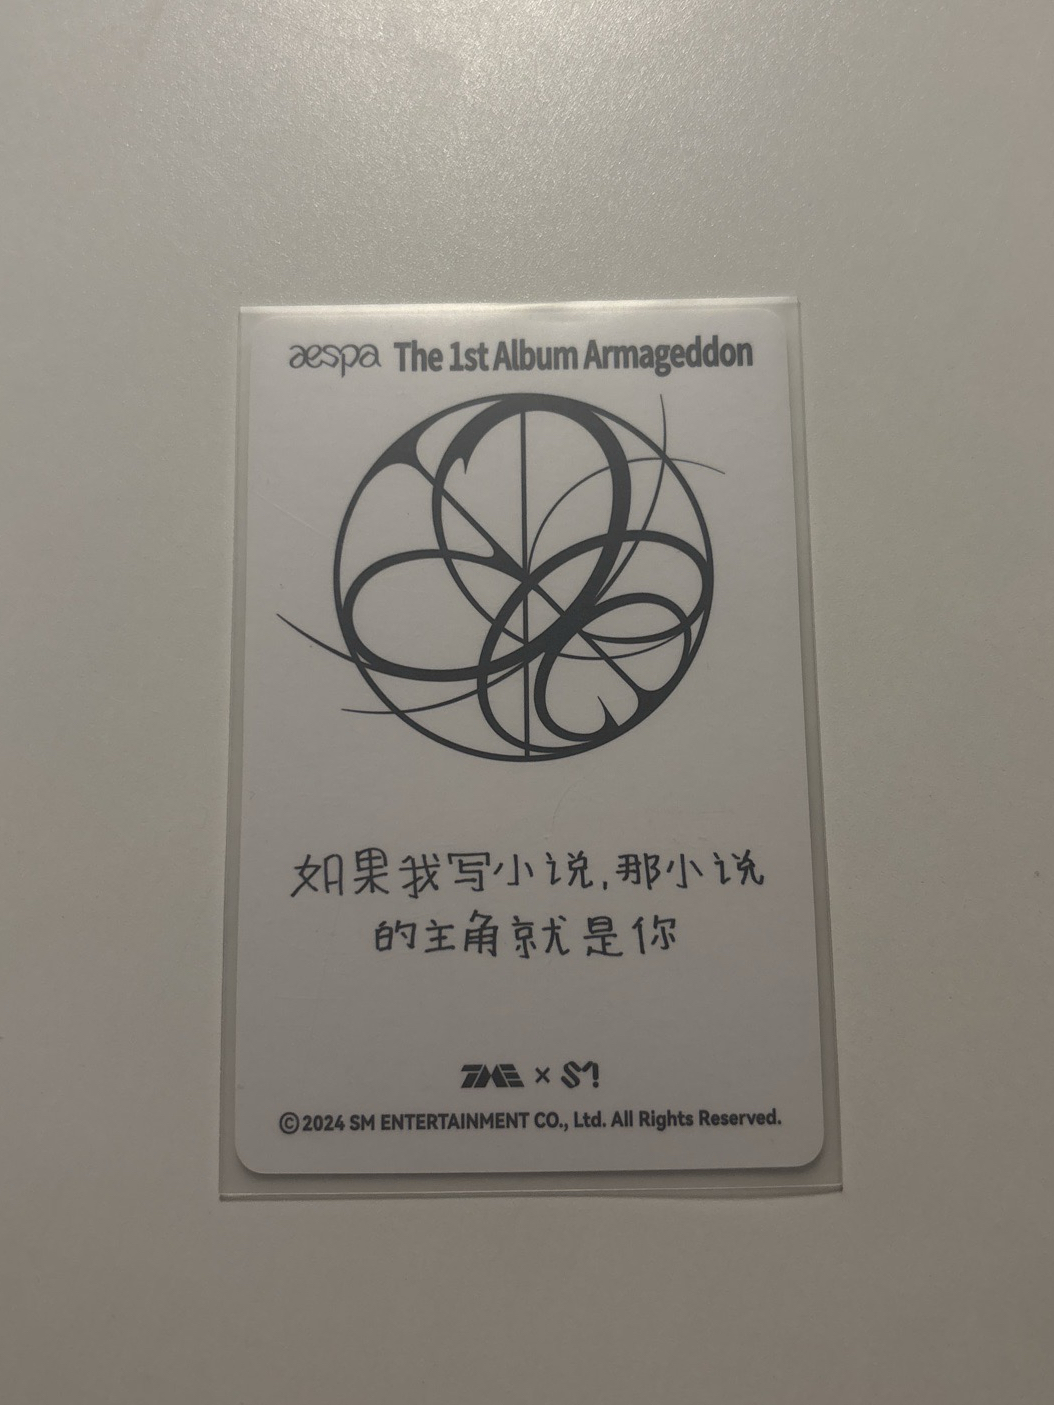 aespa The 1st Album Armageddon
如果我写小说,那小说
的主角就是你
TME × SM
©2024 SM ENTERTAINMENT CO., Ltd. All Rights Reserved.